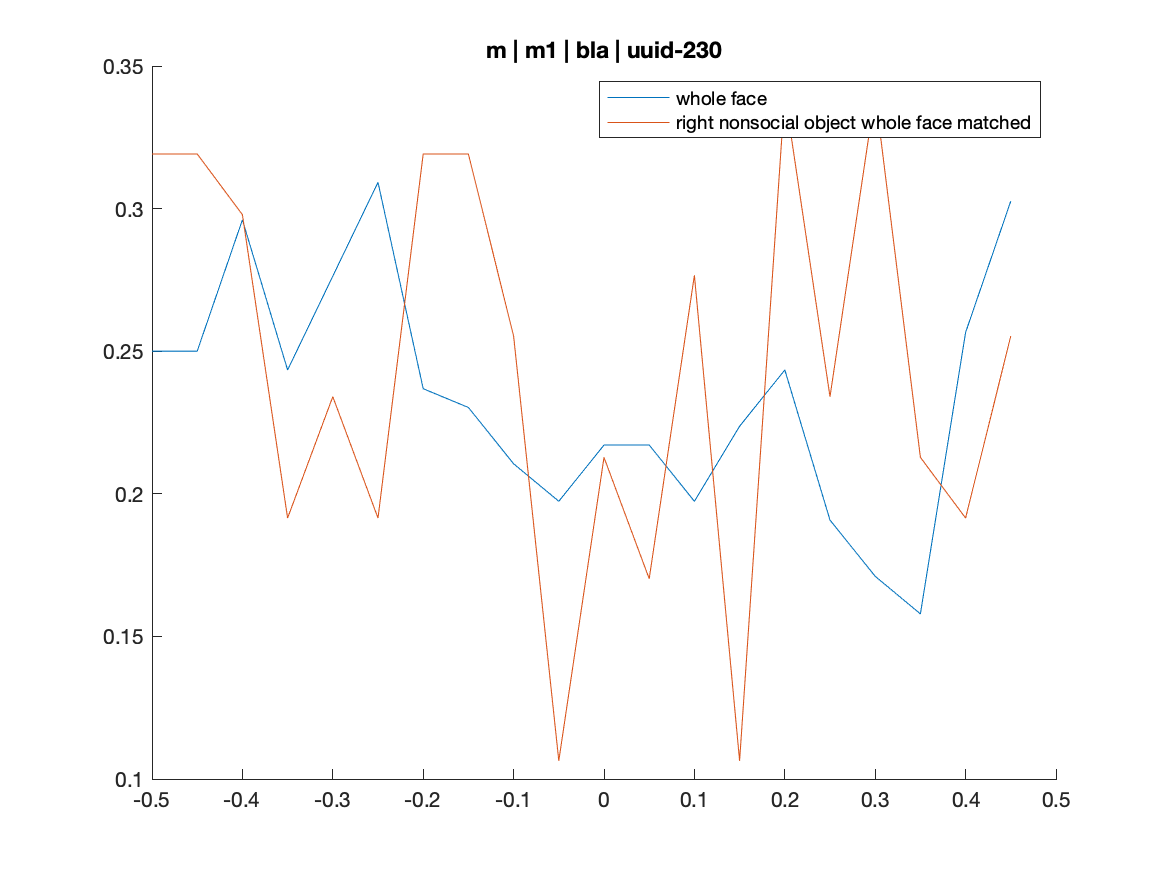 m | m1 | bla | uuid-230
0.35
whole face
right nonsocial object whole face matched
0.3
0.25
0.2
0.15
0.1
-0.5 -0.4 -0.3 -0.2 -0.1 0 0.1 0.2 0.3 0.4 0.5